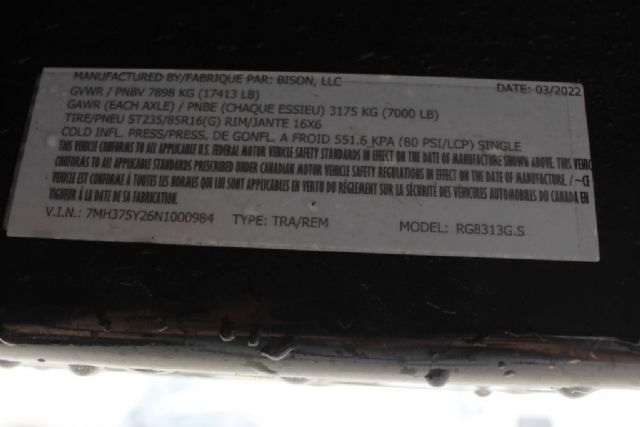 MANUFACTURED BY/FABRIQUE PAR: BISON, LLC DATE: 03/2022
GVWR / PNBV 7898 KG (17413 LB)
GAWR (EACH AXLE) / PNBE (CHAQUE ESSIEU) 3175 KG (7000 LB)
TIRE/PNEU ST235/85R16(G) RIM/JANTE 16X6
COLD INFL. PRESS/PRESS. DE GONFL. A FROID 551.6 KPA (80 PSI/LCP) SINGLE
THIS VEHICLE CONFORMS TO ALL APPLICABLE U.S. FEDERAL MOTOR VEHICLE SAFETY STANDARDS IN EFFECT ON THE DATE OF MANUFACTURE SHOWN ABOVE. THIS VEHIC
CONFORMS TO ALL APPLICABLE STANDARDS PRESCRIBED UNDER CANADIAN MOTOR VEHICLE SAFETY REGULATIONS IN EFFECT ON THE DATE OF MANUFACTURE. / ~CE
VEHICLE EST CONFORME À TOUTES LES NORMES QUI LUI SONT APPLICABLES EN VERTU DU RÈGLEMENT SUR LA SÉCURITÉ DES VÉHICULES AUTOMOBILES DU CANADA EN
VIGUEUR À LA DATE DE SA FABRICATION.
V.I.N.: 7MH375Y26N1000984 TYPE: TRA/REM MODEL: RG8313G.S